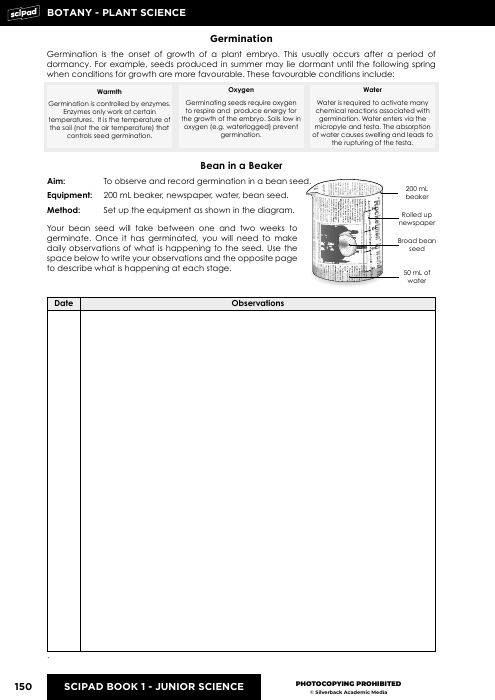 scipad
BOTANY - PLANT SCIENCE
Germination
Germination is the onset of growth of a plant embryo. This usually occurs after a period of
dormancy. For example, seeds produced in summer may lie dormant until the following spring
when conditions for growth are more favourable. These favourable conditions include:
Warmth
Germination is controlled by enzymes.
Enzymes only work at certain
temperatures. It is the temperature of
the soil (not the air temperature) that
controls seed germination.
Oxygen
Germinating seeds require oxygen
to respire and produce energy for
the growth of the embryo. Soils low in
oxygen (e.g. waterlogged) prevent
germination.
Water
Water is required to activate many
chemical reactions associated with
germination. Water enters via the
micropyle and testa. The absorption
of water causes swelling and leads to
the rupturing of the testa.
Bean in a Beaker
Aim: To observe and record germination in a bean seed.
Equipment: 200 mL beaker, newspaper, water, bean seed.
Method: Set up the equipment as shown in the diagram.
Your bean seed will take between one and two weeks to
germinate. Once it has germinated, you will need to make
daily observations of what is happening to the seed. Use the
space below to write your observations and the opposite page
to describe what is happening at each stage.
200 mL
beaker
Rolled up
newspaper
Broad bean
seed
50 mL of
water
Date Observations
150
SCIPAD BOOK 1 - JUNIOR SCIENCE
PHOTOCOPYING PROHIBITED
© Silverback Academic Media